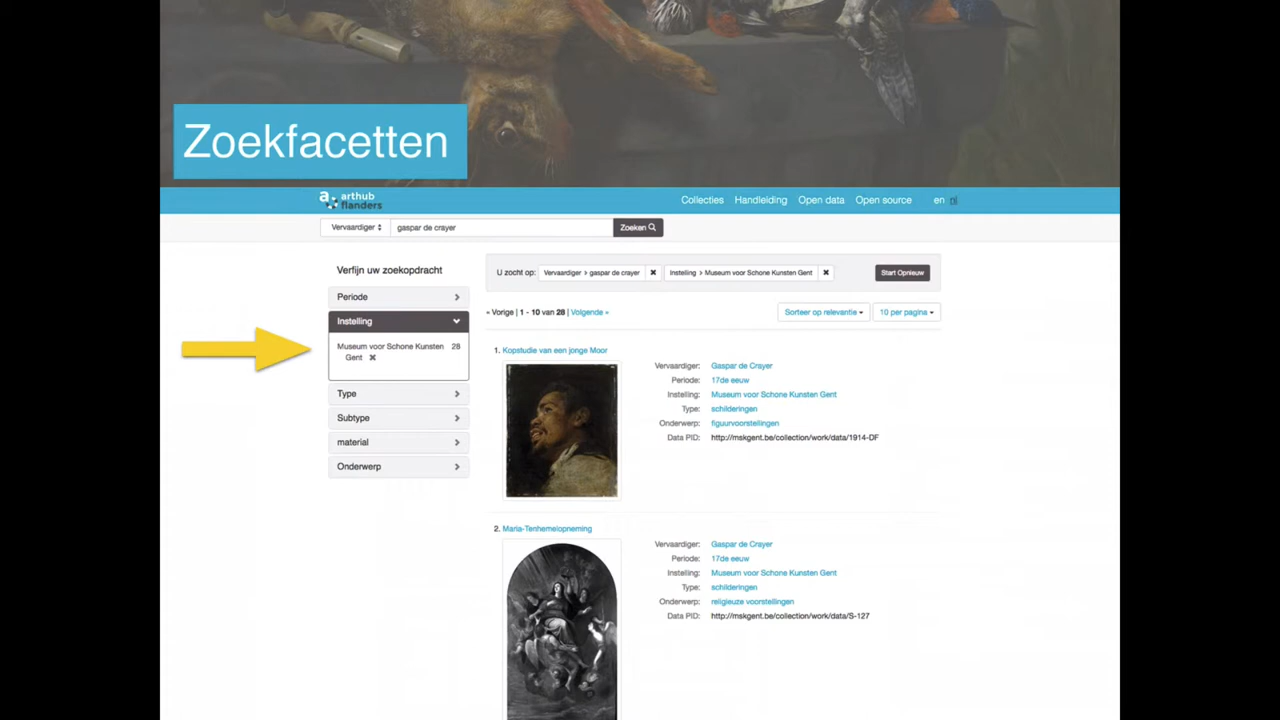 Zoekfacetten
a. arthub
flanders
Collecties Handleiding Open data Open source en nl
Vervaardiger gaspar de crayer Zoeken
Verfijn uw zoekopdracht
Periode
Instelling
Museum voor Schone Kunsten 28
Gent
Type
Subtype
material
Onderwerp
U zocht op: Vervaardiger > gaspar de crayer ✖ Instelling > Museum voor Schone Kunsten Gent ✖ Start Opnieuw
« Vorige | 1 - 10 van 28 | Volgende » Sorteer op relevantie 10 per pagina
1. Kopstudie van een jonge Moor
Vervaardiger: Gaspar de Crayer
Periode: 17de eeuw
Instelling: Museum voor Schone Kunsten Gent
Type: schilderingen
Onderwerp: figuurvoorstellingen
Data PID: http://mskgent.be/collection/work/data/1914-DF
2. Maria-Tenhemelopneming
Vervaardiger: Gaspar de Crayer
Periode: 17de eeuw
Instelling: Museum voor Schone Kunsten Gent
Type: schilderingen
Onderwerp: religieuze voorstellingen
Data PID: http://mskgent.be/collection/work/data/S-127